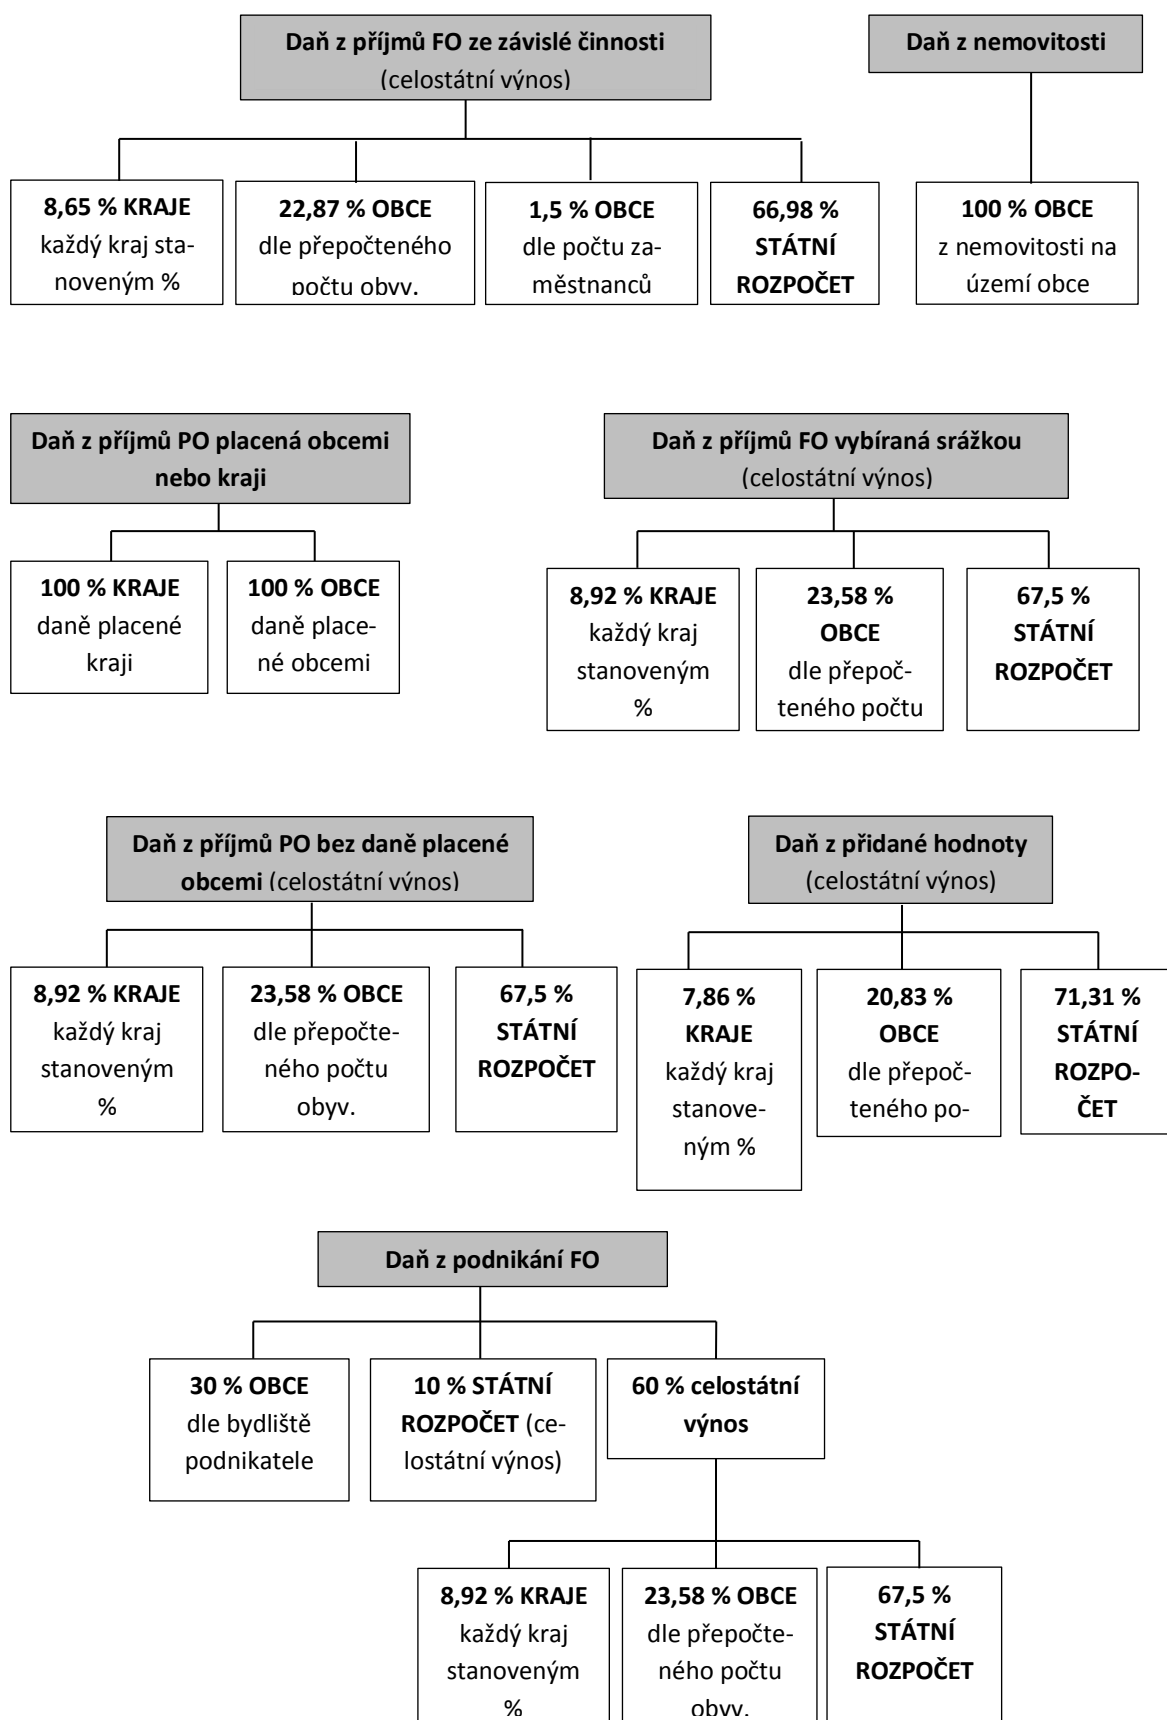 Daň z příjmů FO ze závislé činnosti
(celostátní výnos)
Daň z nemovitosti
8,65 % KRAJE
každý kraj sta-
noveným %
22,87 % OBCE
dle přepočteného
počtu obyv.
1,5 % OBCE
dle počtu za-
městnanců
66,98 %
STÁTNÍ
ROZPOČET
100 % OBCE
z nemovitosti na
území obce
Daň z příjmů PO placená obcemi
nebo kraji
Daň z příjmů FO vybíraná srážkou
(celostátní výnos)
100 % KRAJE
daně placené
kraji
100 % OBCE
daně place-
né obcemi
8,92 % KRAJE
každý kraj
stanoveným
%
23,58 %
OBCE
dle přepoč-
teného počtu
67,5 %
STÁTNÍ
ROZPOČET
Daň z příjmů PO bez daně placené
obcemi (celostátní výnos)
Daň z přidané hodnoty
(celostátní výnos)
8,92 % KRAJE
každý kraj
stanoveným
%
23,58 % OBCE
dle přepočte-
ného počtu
obyv.
67,5 %
STÁTNÍ
ROZPOČET
7,86 %
KRAJE
každý kraj
stanove-
ným %
20,83 %
OBCE
dle přepoč-
teného po-
71,31 %
STÁTNÍ
ROZPO-
ČET
Daň z podnikání FO
30 % OBCE
dle bydliště
podnikatele
10 % STÁTNÍ
ROZPOČET (ce-
lostátní výnos)
60 % celostátní
výnos
8,92 % KRAJE
každý kraj
stanoveným
%
23,58 % OBCE
dle přepočte-
ného počtu
obyv.
67,5 %
STÁTNÍ
ROZPOČET